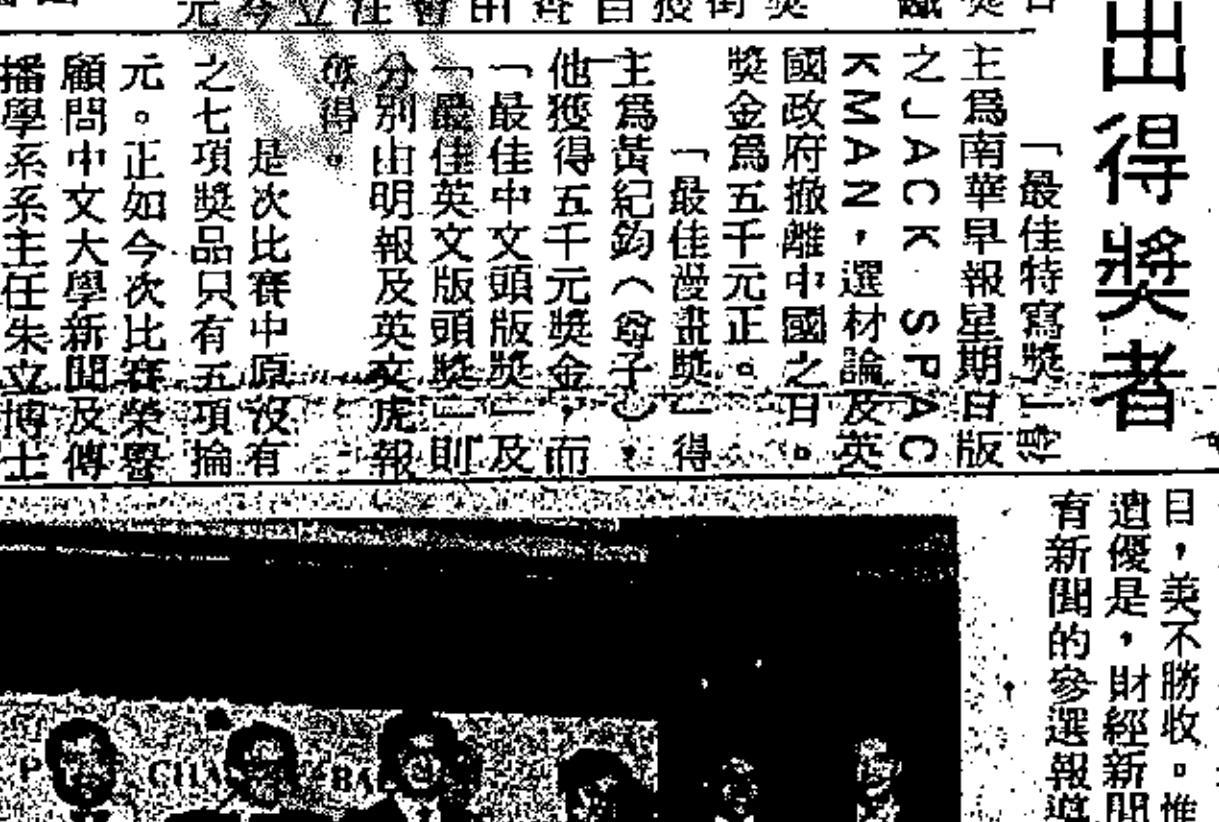 出得獎者
「最佳特寫獎」得
主為南華早報星期日版
之JACK SPAC
KMAN，選材論及英
國政府撤離中國之日。
獎金為五千元正。
「最佳漫畫獎」得
主為黃紀鈞（尊子），
他獲得五千元獎金，而
「最佳中文頭版獎」及
「最佳英文版頭獎」則
分別由明報及英文虎報
奪得。
是次比賽中原沒有
之七項獎品只有五項論
元。正如今次比賽榮譽
顧問中文大學新聞及傳
播學系系主任朱立博士
目，美不勝收。惟
遺優是，財經新聞
有新聞的參選報導